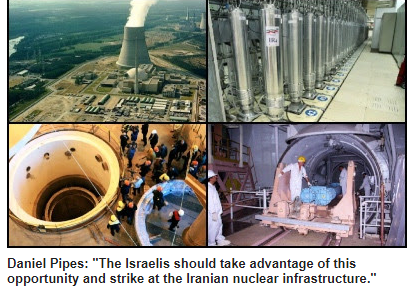 Daniel Pipes: "The Israelis should take advantage of this
opportunity and strike at the Iranian nuclear infrastructure."